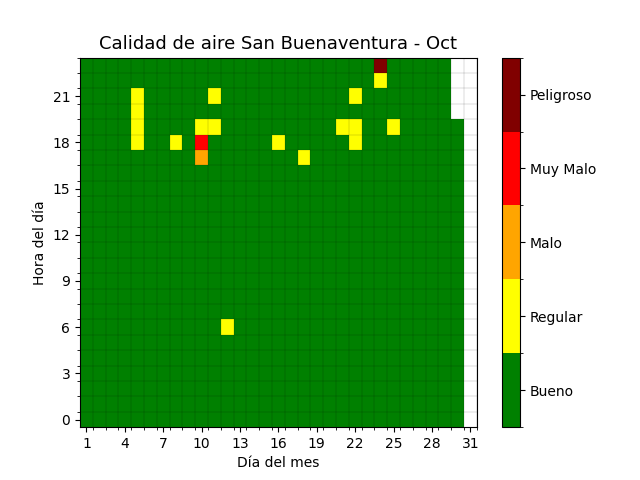 Calidad de aire San Buenaventura - Oct
Hora del día
21
18
15
12
9
6
3
0
1 4 7 10 13 16 19 22 25 28 31
Día del mes
Peligroso
Muy Malo
Malo
Regular
Bueno